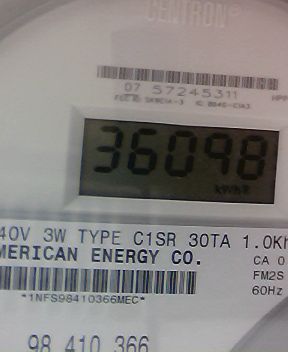 CENTRON®
07 57245311
36098
kWhR
40V 3W TYPE C1SR 30TA 1.0Kh
MERICAN ENERGY CO.
CA 0
FM2S
60Hz
*1NFS98410366MEC*
98 410 366